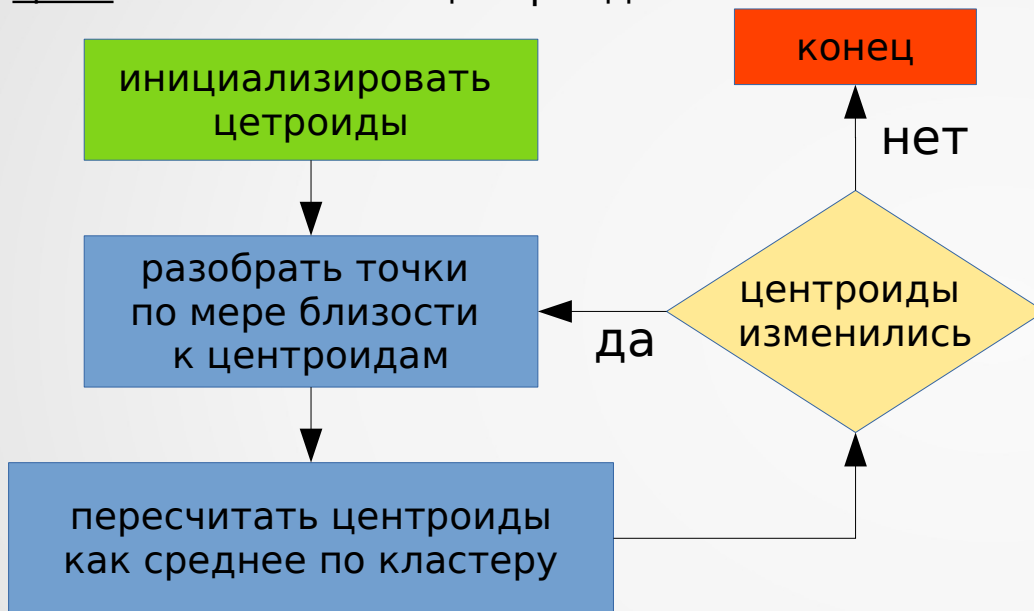 инициализировать
цетроиды
разобрать точки
по мере близости
к центроидам
пересчитать центроиды
как среднее по кластеру
центроиды
изменились
да
нет
конец